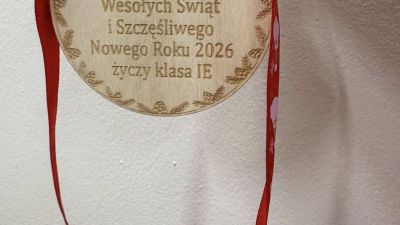 Wesołych Świąt
i Szczęśliwego
Nowego Roku 2026
życzy klasa IE